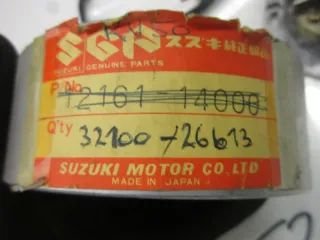 SGP スズキ純正部品
SUZUKI GENUINE PARTS
P/No. 12161-14000
Q'ty 32100-26613
SUZUKI MOTOR CO.,LTD
MADE IN JAPAN